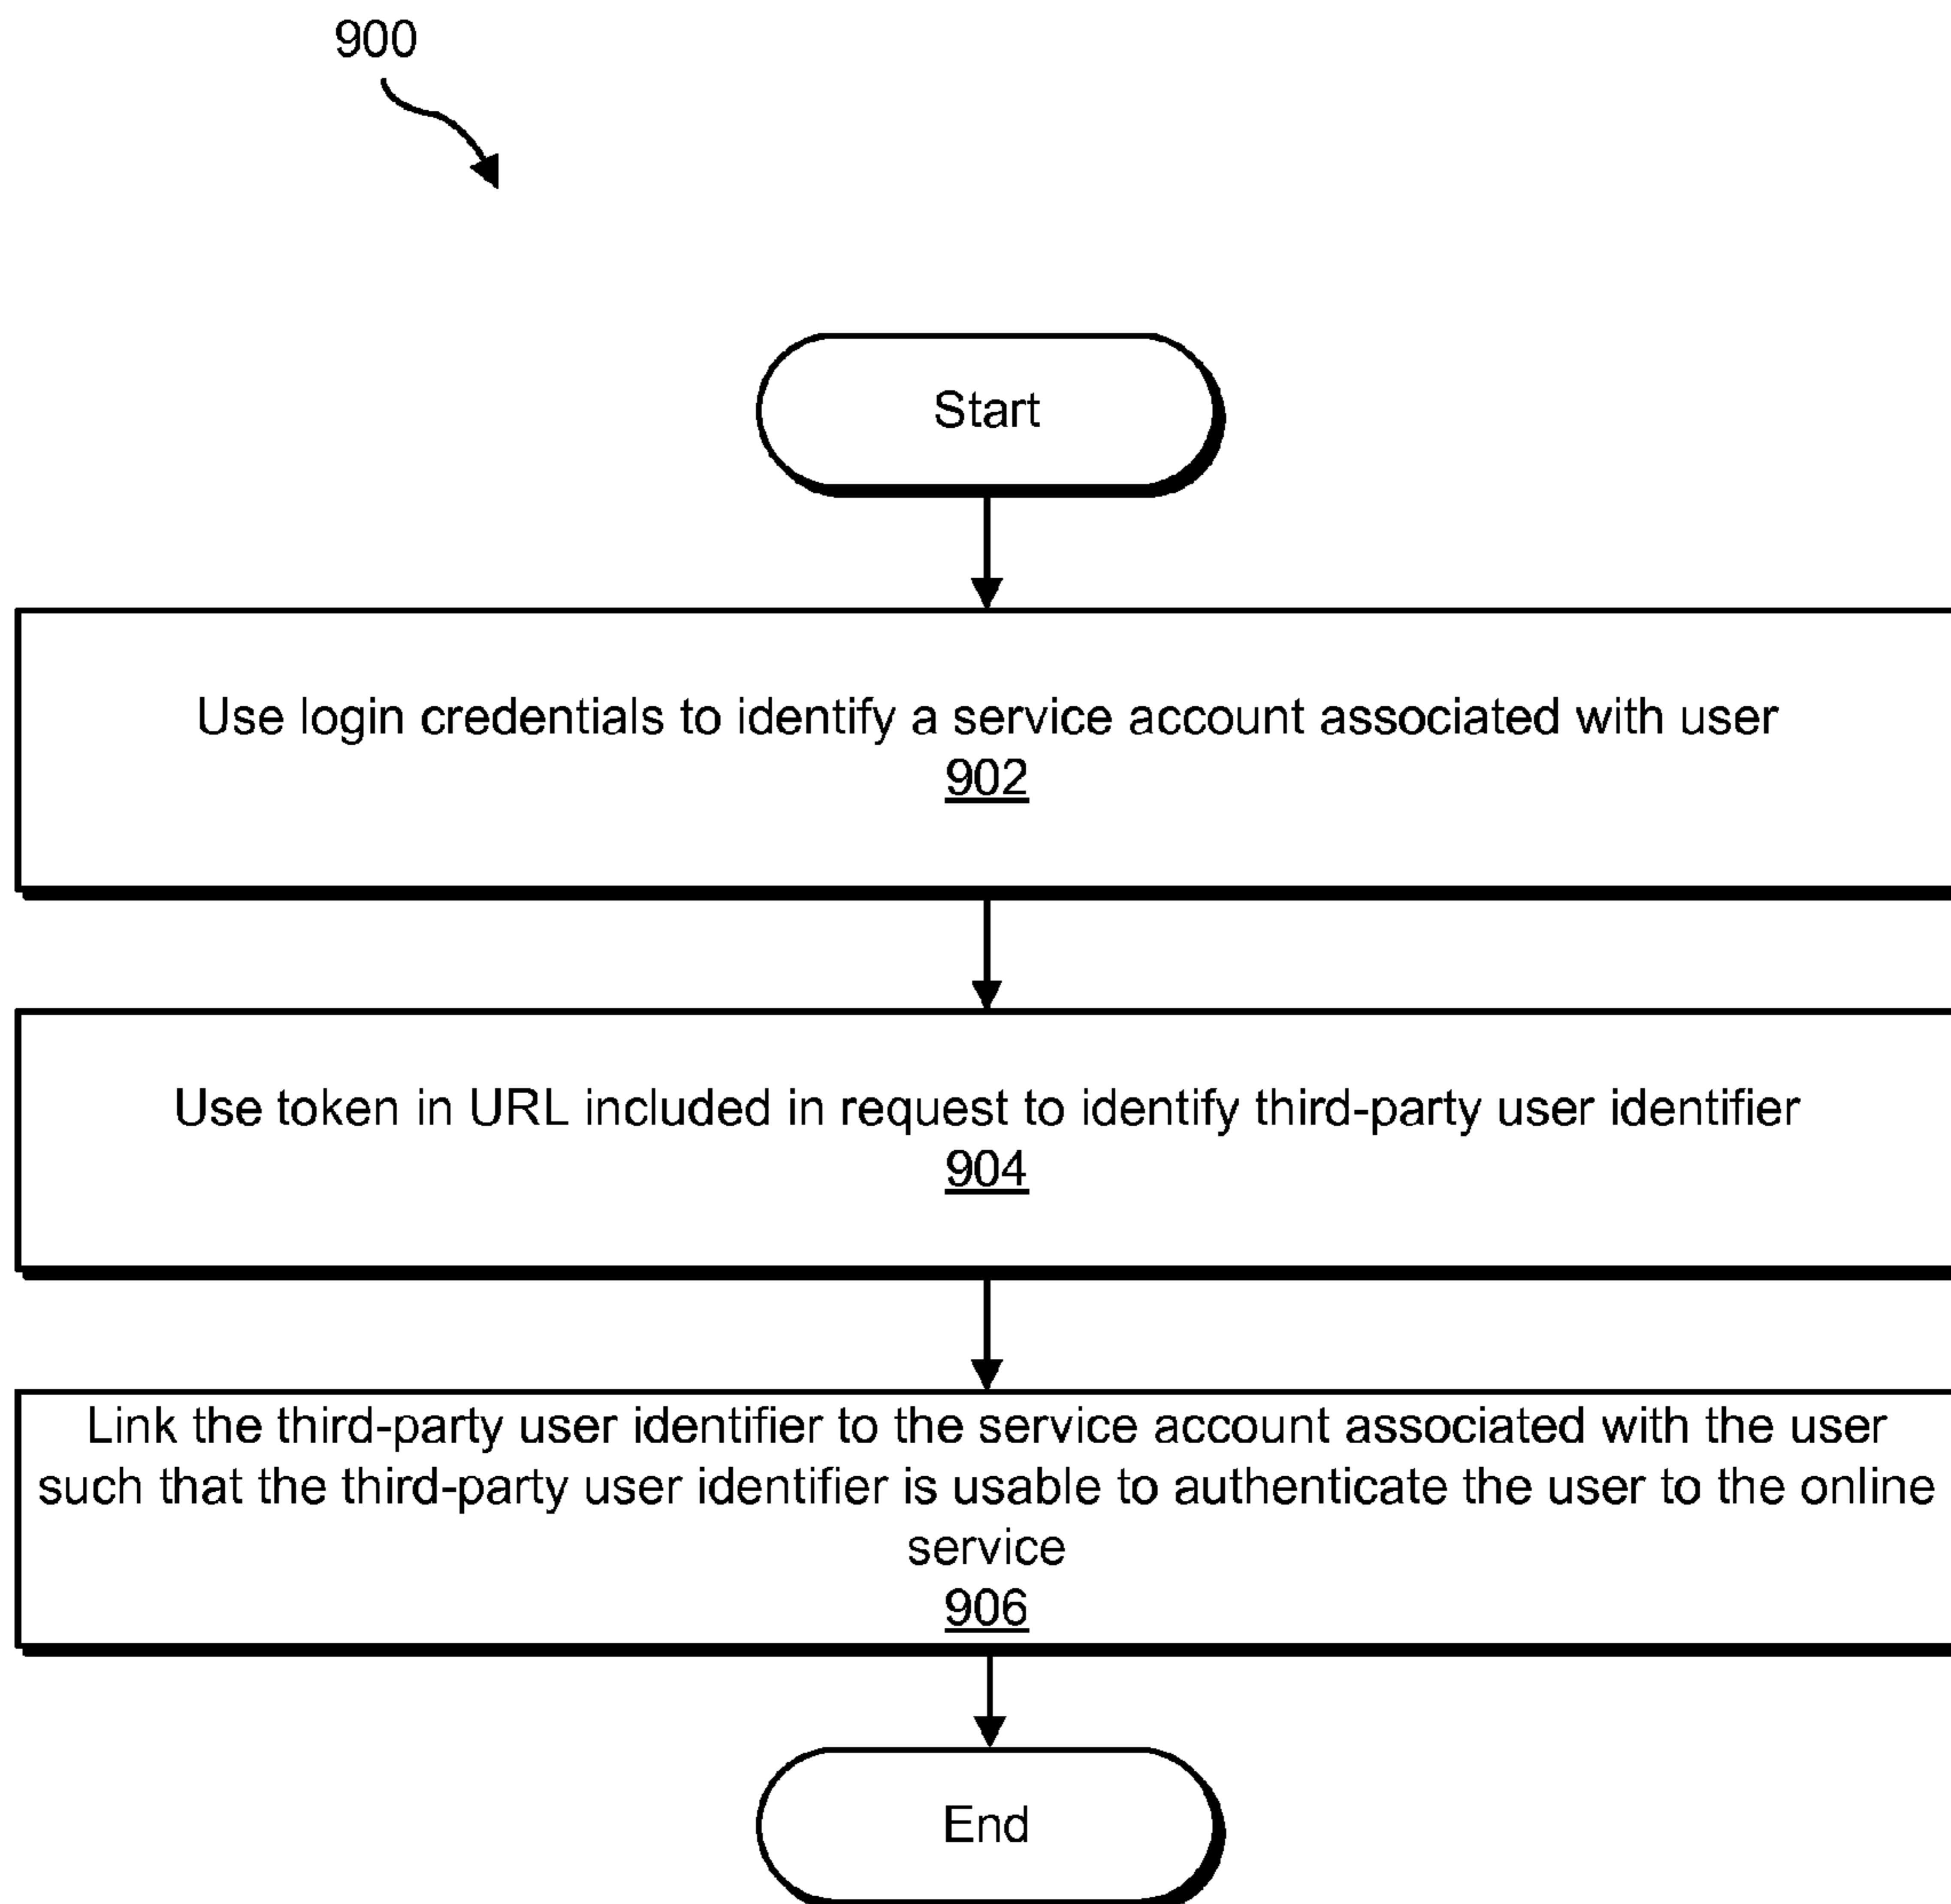 900
Start
Use login credentials to identify a service account associated with user
902
Use token in URL included in request to identify third-party user identifier
904
Link the third-party user identifier to the service account associated with the user
such that the third-party user identifier is usable to authenticate the user to the online
service
906
End